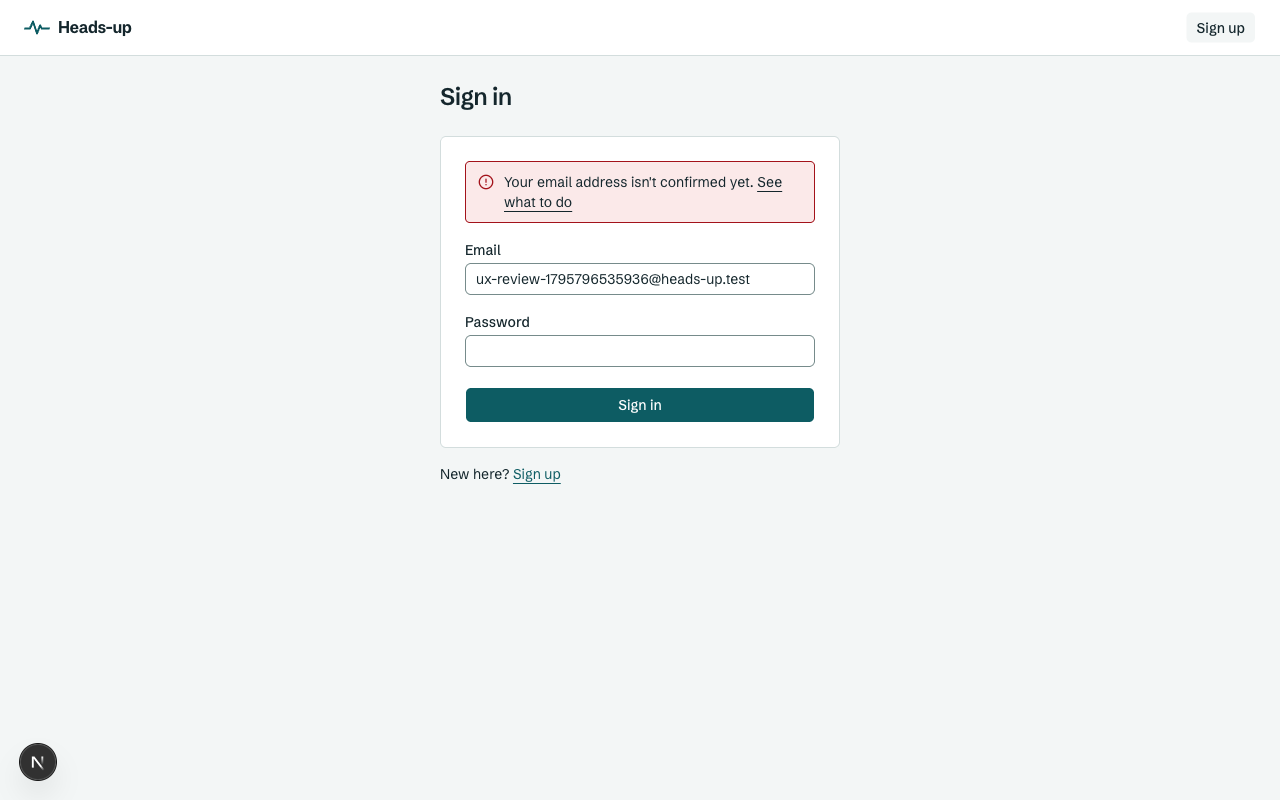 Heads-up
Sign up
Sign in
Your email address isn't confirmed yet. See
what to do
Email
ux-review-1795796535936@heads-up.test
Password
Sign in
New here? Sign up
N